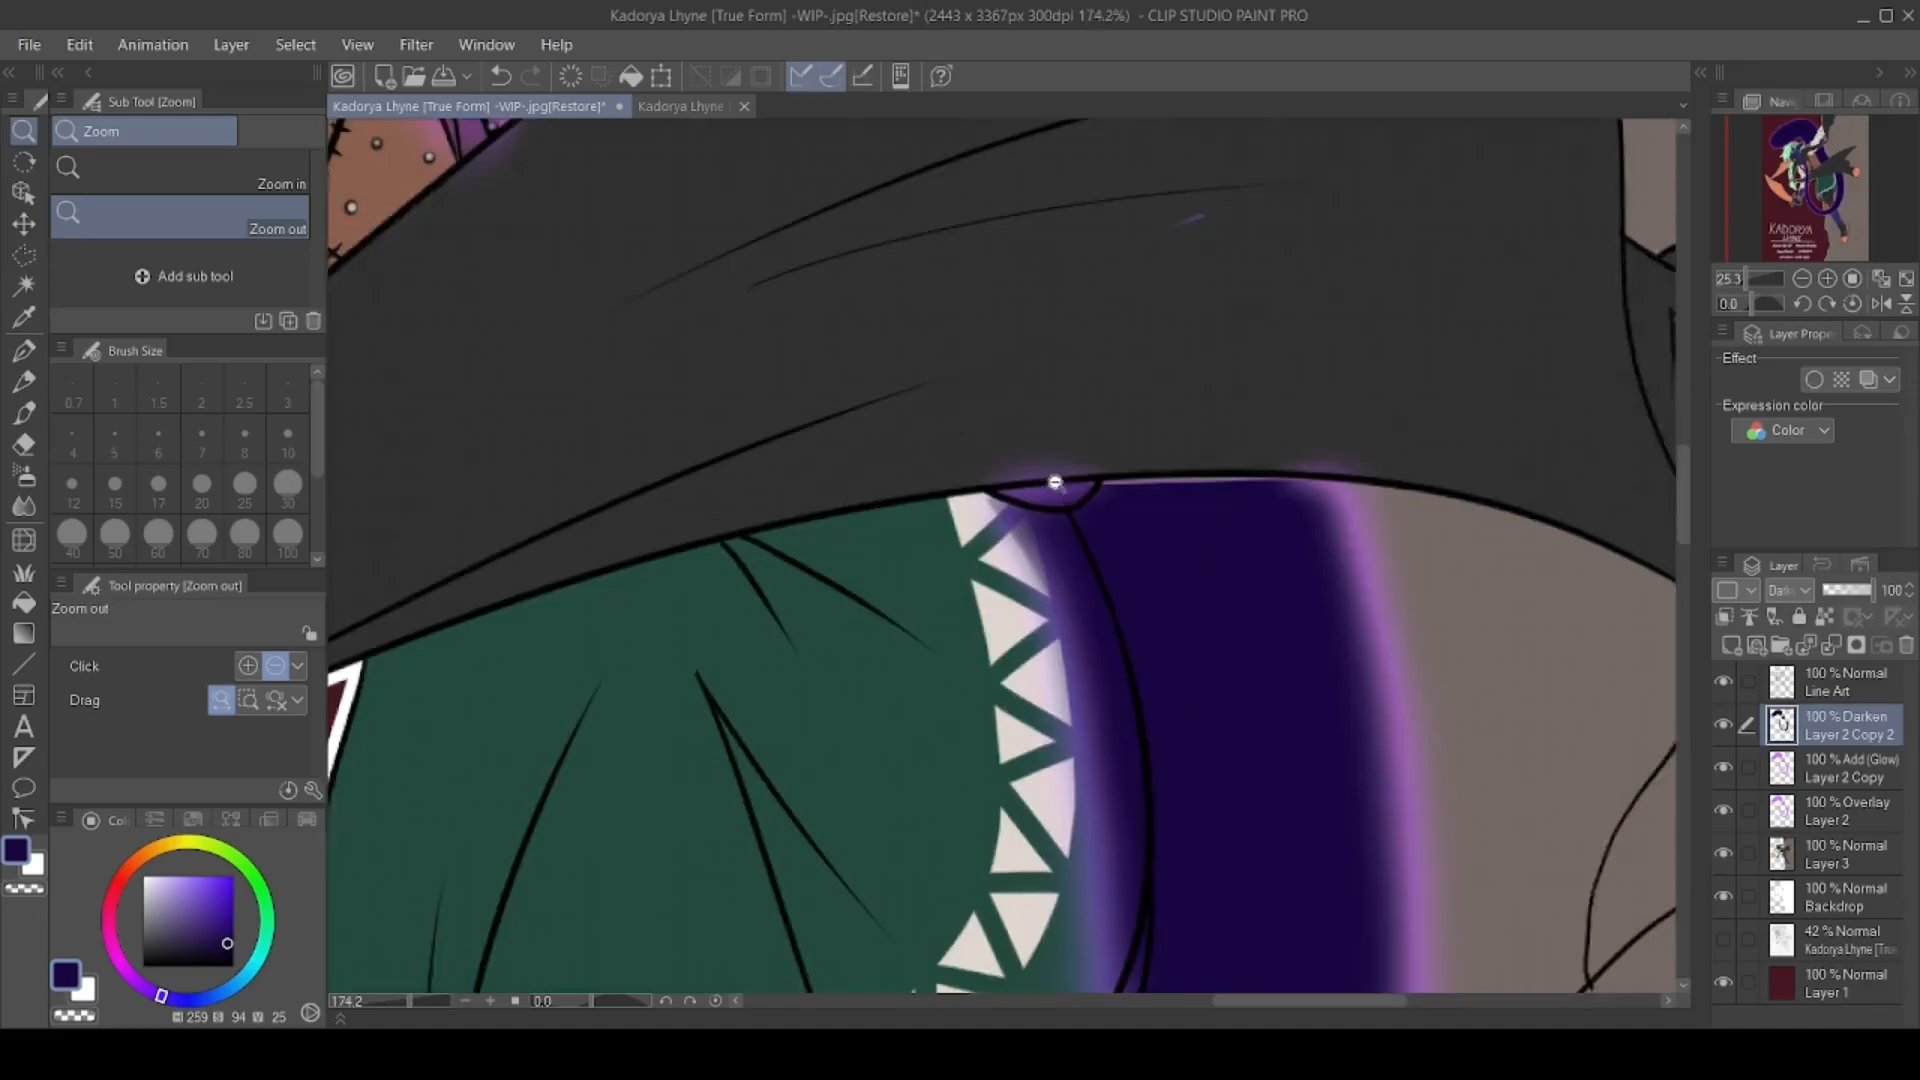 Kadorya Lhyne [True Form] -WIP-.jpg[Restore]* (2443 x 3367px 300dpi 174.2%) - CLIP STUDIO PAINT PRO
File Edit Animation Layer Select View Filter Window Help
Sub Tool [Zoom]
Kadorya Lhyne [True Form] -WIP-.jpg[Restore]*
Kadorya Lhyne
Navi
Zoom
Zoom in
Zoom out
Add sub tool
Brush Size
0.7 1 1.5 2 2.5 3
4 5 6 7 8 10
12 15 17 20 25 30
40 50 60 70 80 100
Tool property [Zoom out]
Zoom out
Click
Drag
Col
259 S 94 V 25
174.2
0.0
KADORYA
LHYNE
25.3
0.0
Layer Prope
Effect
Expression color
Color
Layer
Dark
100
100 % Normal
Line Art
100 % Darken
Layer 2 Copy 2
100 % Add (Glow)
Layer 2 Copy
100 % Overlay
Layer 2
100 % Normal
Layer 3
100 % Normal
Backdrop
42 % Normal
Kadorya Lhyne [True
100 % Normal
Layer 1